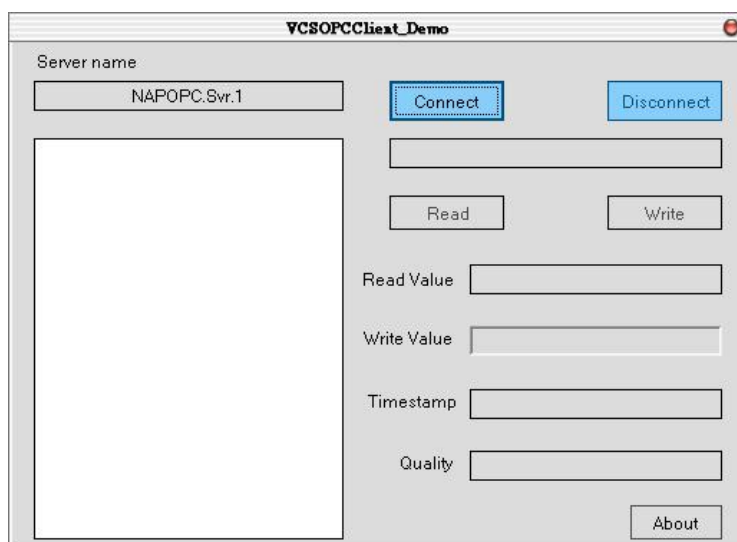 VCSOPCClient_Demo
Server name
NAPOPC.Svr.1
Connect
Disconnect
Read
Write
Read Value
Write Value
Timestamp
Quality
About